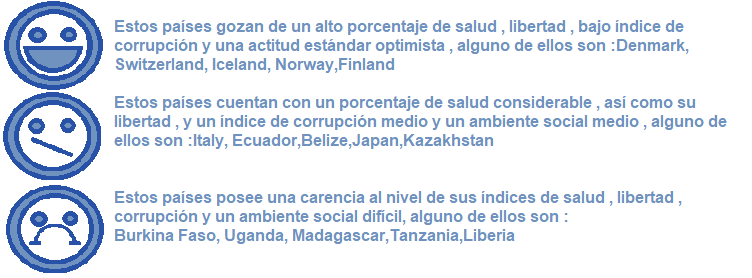 Estos países gozan de un alto porcentaje de salud , libertad , bajo índice de
corrupción y una actitud estándar optimista , alguno de ellos son :Denmark,
Switzerland, Iceland, Norway,Finland
Estos países cuentan con un porcentaje de salud considerable , así como su
libertad , y un índice de corrupción medio y un ambiente social medio , alguno de
ellos son :Italy, Ecuador,Belize,Japan,Kazakhstan
Estos países posee una carencia al nivel de sus índices de salud , libertad ,
corrupción y un ambiente social dificil, alguno de ellos son :
Burkina Faso, Uganda, Madagascar,Tanzania,Liberia